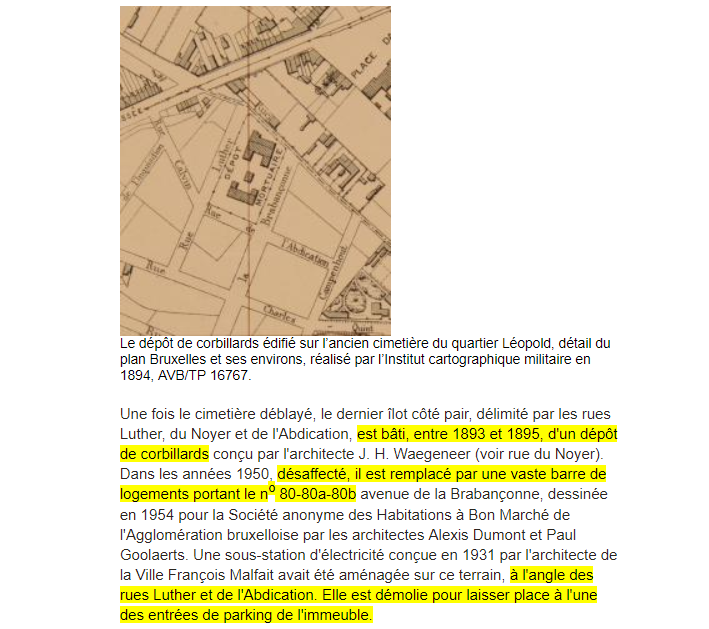 PLACE DE
SSÉE
Luther
DÉPÔT
MORTUAIRE
Calvin
de l'Inquisition
Brabançonne
Rue
de
la
Rue
l'Abdication
Rue
Campenhout
Charles
Quint
Le dépôt de corbillards édifié sur l'ancien cimetière du quartier Léopold, détail du
plan Bruxelles et ses environs, réalisé par l'Institut cartographique militaire en
1894, AVB/TP 16767.
Une fois le cimetière déblayé, le dernier îlot côté pair, délimité par les rues
Luther, du Noyer et de l'Abdication, est bâti, entre 1893 et 1895, d'un dépôt
de corbillards conçu par l'architecte J. H. Waegeneer (voir rue du Noyer).
Dans les années 1950, désaffecté, il est remplacé par une vaste barre de
logements portant le no 80-80a-80b avenue de la Brabançonne, dessinée
en 1954 pour la Société anonyme des Habitations à Bon Marché de
l'Agglomération bruxelloise par les architectes Alexis Dumont et Paul
Goolaerts. Une sous-station d'électricité conçue en 1931 par l'architecte de
la Ville François Malfait avait été aménagée sur ce terrain, à l'angle des
rues Luther et de l'Abdication. Elle est démolie pour laisser place à l'une
des entrées de parking de l'immeuble.